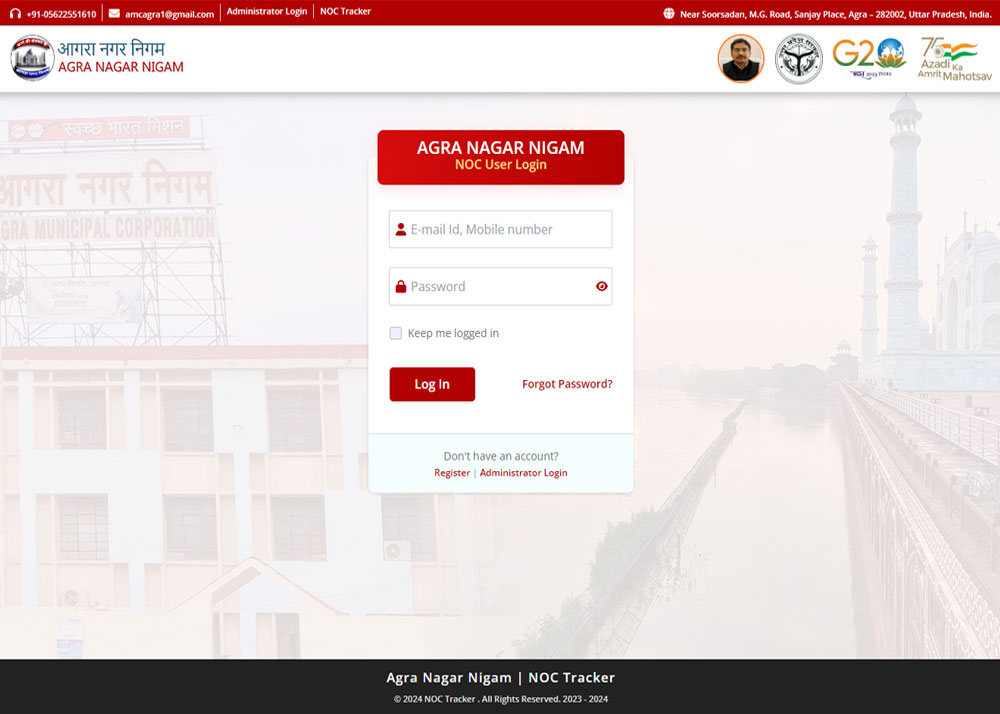 +91-05622551610 amcagra1@gmail.com Administrator Login NOC Tracker Near Soorsadan, M.G. Road, Sanjay Place, Agra – 282002, Uttar Pradesh, India.
आगरा नगर निगम
AGRA NAGAR NIGAM
G20
भारत 2023 INDIA
75
Azadi Ka
Amrit Mahotsav
स्वच्छ भारत मिशन
आगरा नगर निगम
AGRA MUNICIPAL CORPORATION
AGRA NAGAR NIGAM
NOC User Login
E-mail Id, Mobile number
Password
Keep me logged in
Log In Forgot Password?
Don't have an account?
Register | Administrator Login
Agra Nagar Nigam | NOC Tracker
© 2024 NOC Tracker . All Rights Reserved. 2023 - 2024